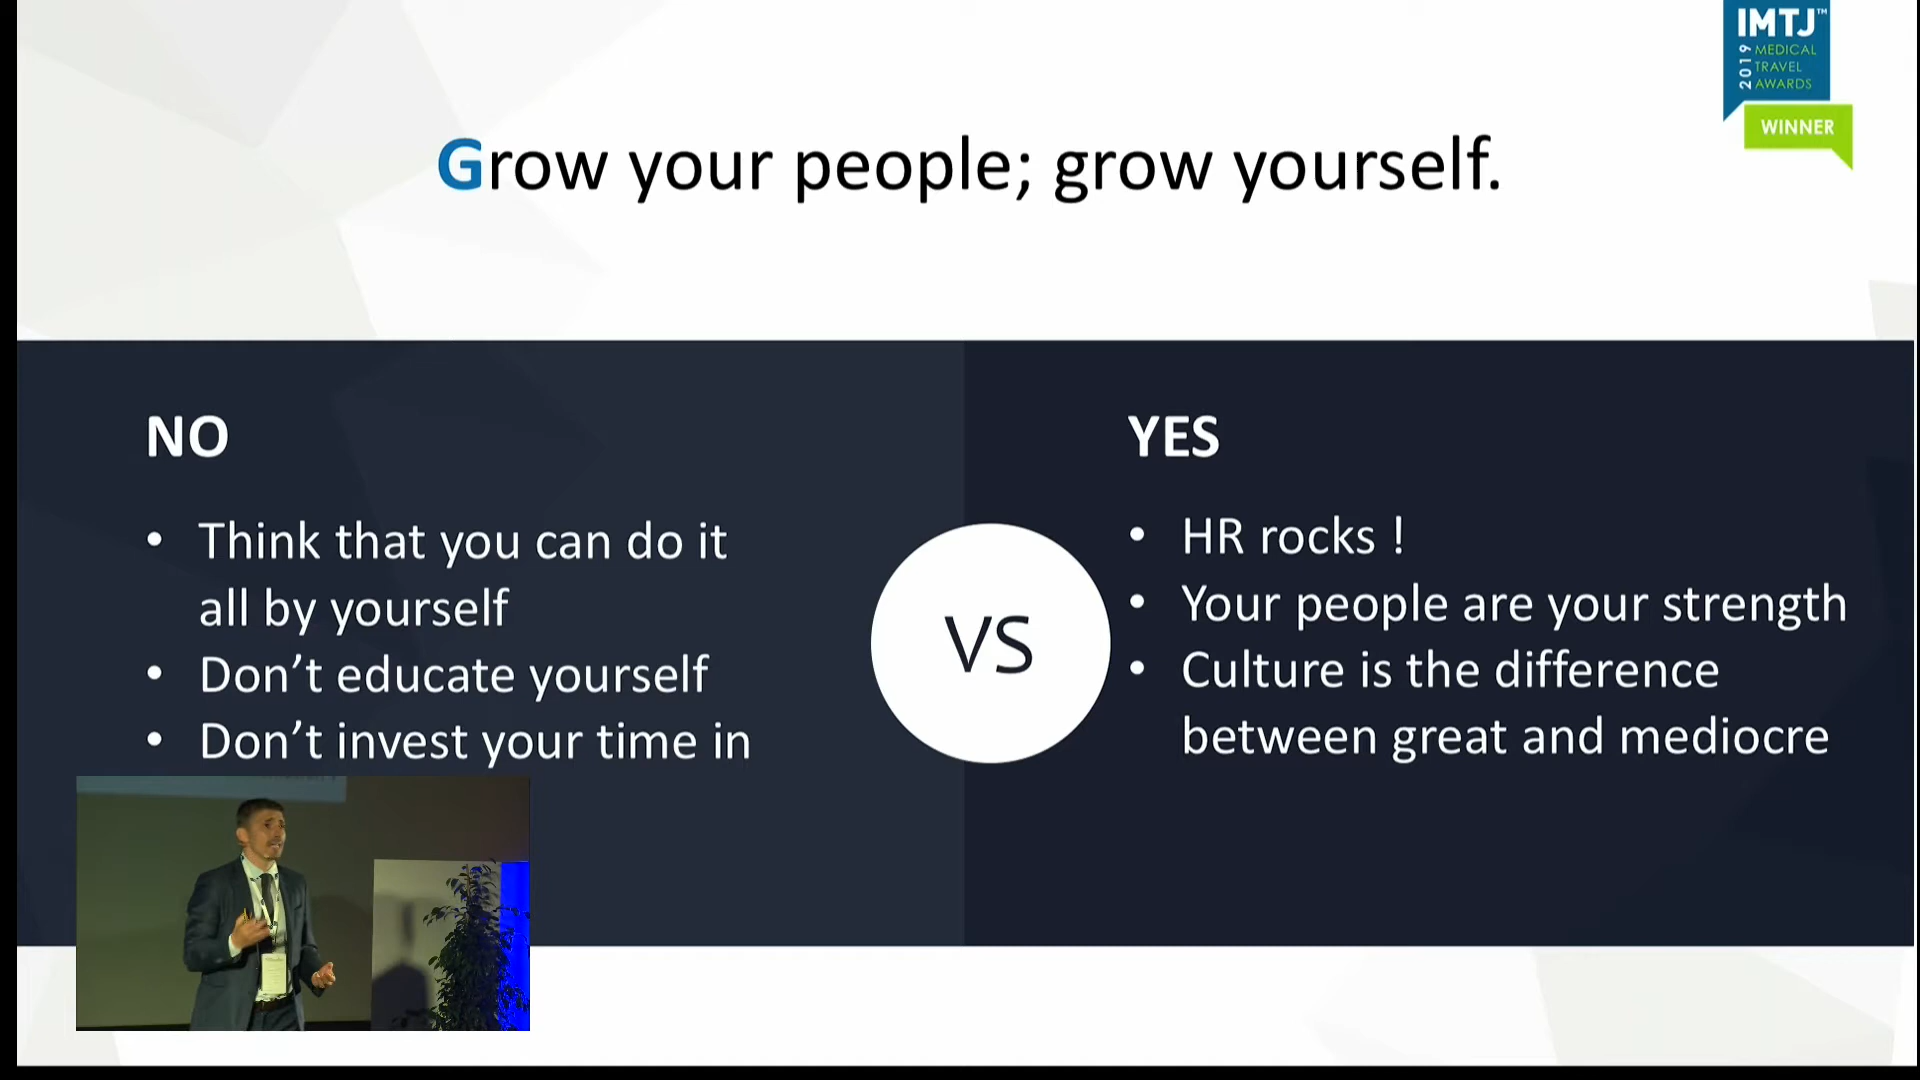 IMTJ™
2019
MEDICAL
TRAVEL
AWARDS
WINNER
Grow your people; grow yourself.
NO
• Think that you can do it
all by yourself
• Don’t educate yourself
• Don’t invest your time in
VS
YES
• HR rocks !
• Your people are your strength
• Culture is the difference
between great and mediocre